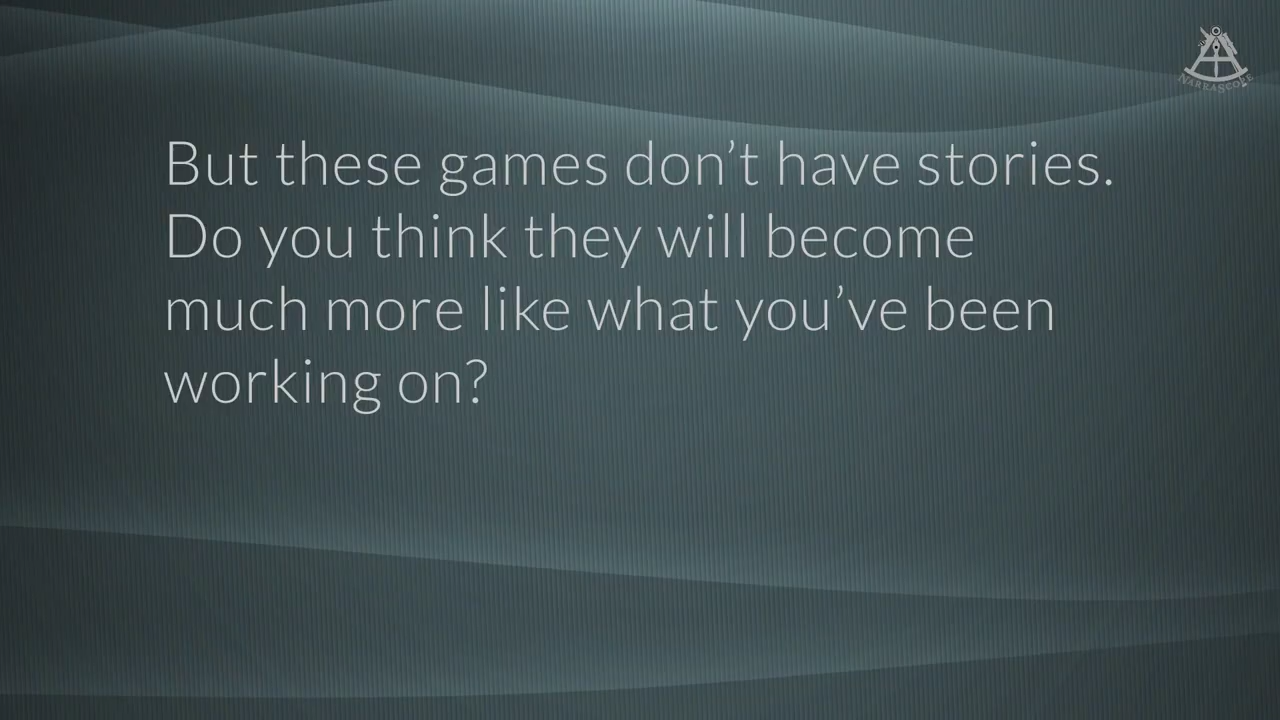 NARRASCOPE
But these games don’t have stories.
Do you think they will become
much more like what you’ve been
working on?